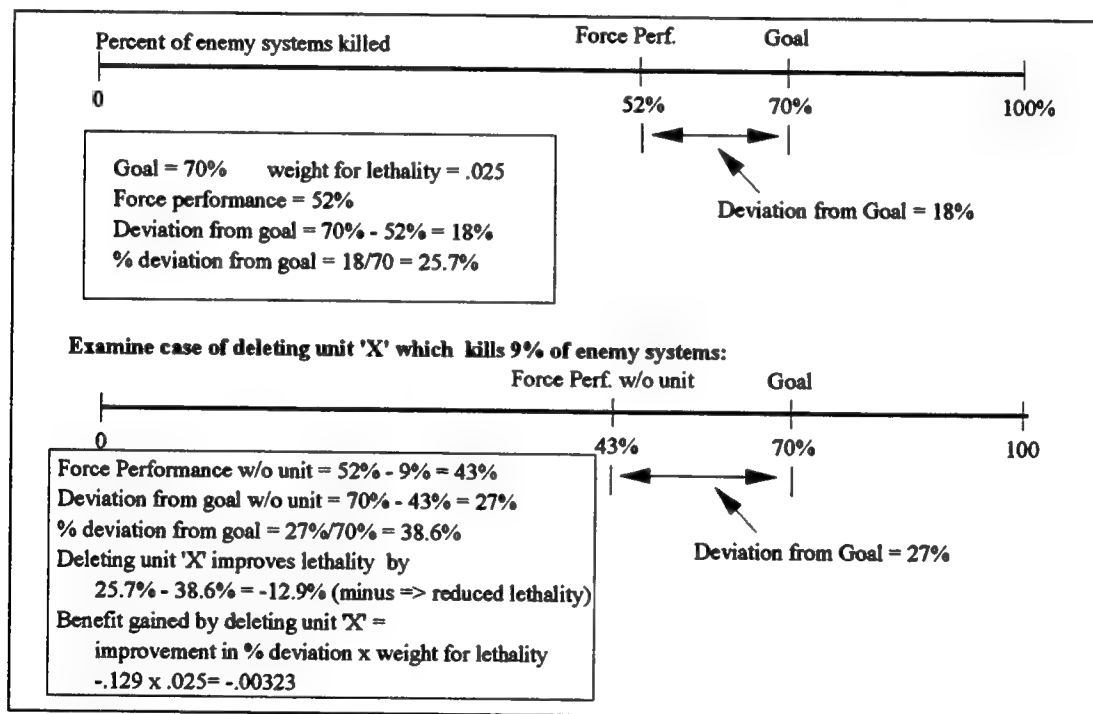 Percent of enemy systems killed Force Perf. Goal
0 52% 70% 100%
Goal = 70% weight for lethality = .025
Force performance = 52%
Deviation from goal = 70% - 52% = 18%
% deviation from goal = 18/70 = 25.7%
Deviation from Goal = 18%
Examine case of deleting unit 'X' which kills 9% of enemy systems:
Force Perf. w/o unit Goal
0 43% 70% 100
Force Performance w/o unit = 52% - 9% = 43%
Deviation from goal w/o unit = 70% - 43% = 27%
% deviation from goal = 27%/70% = 38.6%
Deleting unit 'X' improves lethality by
25.7% - 38.6% = -12.9% (minus => reduced lethality)
Benefit gained by deleting unit 'X' =
improvement in % deviation x weight for lethality
-.129 x .025= -.00323
Deviation from Goal = 27%